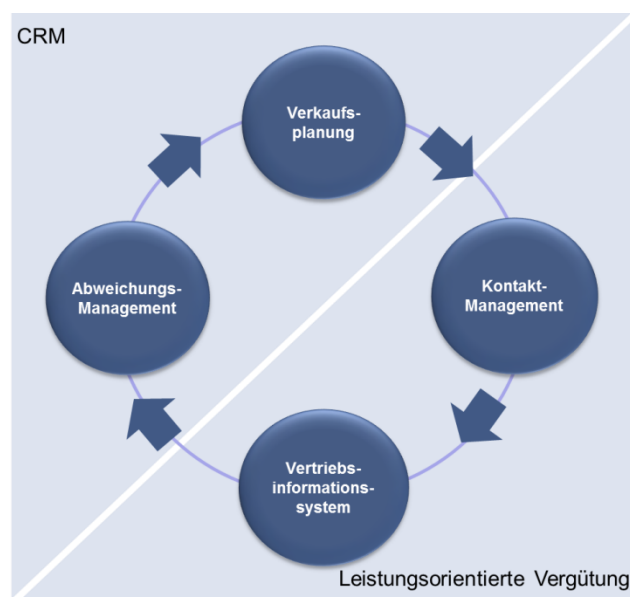 CRM
Verkaufs-
planung
Abweichungs-
Management
Kontakt-
Management
Vertriebs-
informations-
system
Leistungsorientierte Vergütung